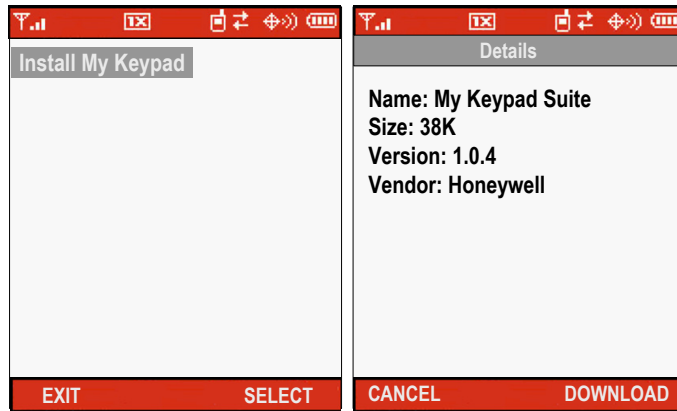 1X
Install My Keypad
EXIT SELECT
1X
Details
Name: My Keypad Suite
Size: 38K
Version: 1.0.4
Vendor: Honeywell
CANCEL DOWNLOAD